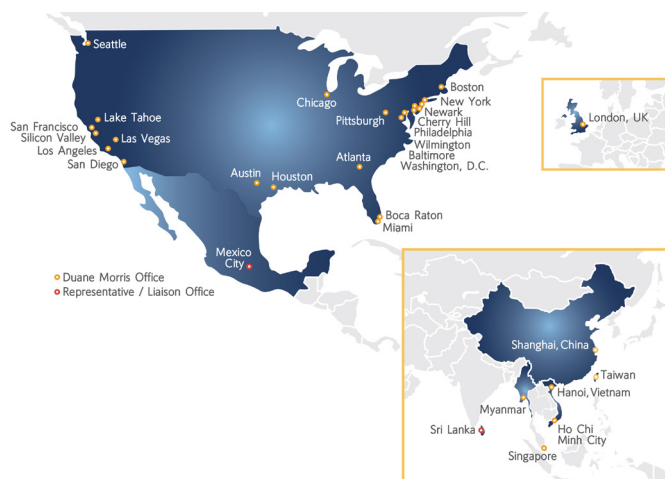 Seattle
Chicago
Boston
New York
Newark
Cherry Hill
Philadelphia
Wilmington
Baltimore
Washington, D.C.
Pittsburgh
Lake Tahoe
San Francisco
Silicon Valley
Las Vegas
Los Angeles
San Diego
Atlanta
Austin
Houston
Boca Raton
Miami
Mexico
City
Duane Morris Office
Representative / Liaison Office
London, UK
Shanghai, China
Taiwan
Hanoi, Vietnam
Myanmar
Sri Lanka
Ho Chi
Minh City
Singapore